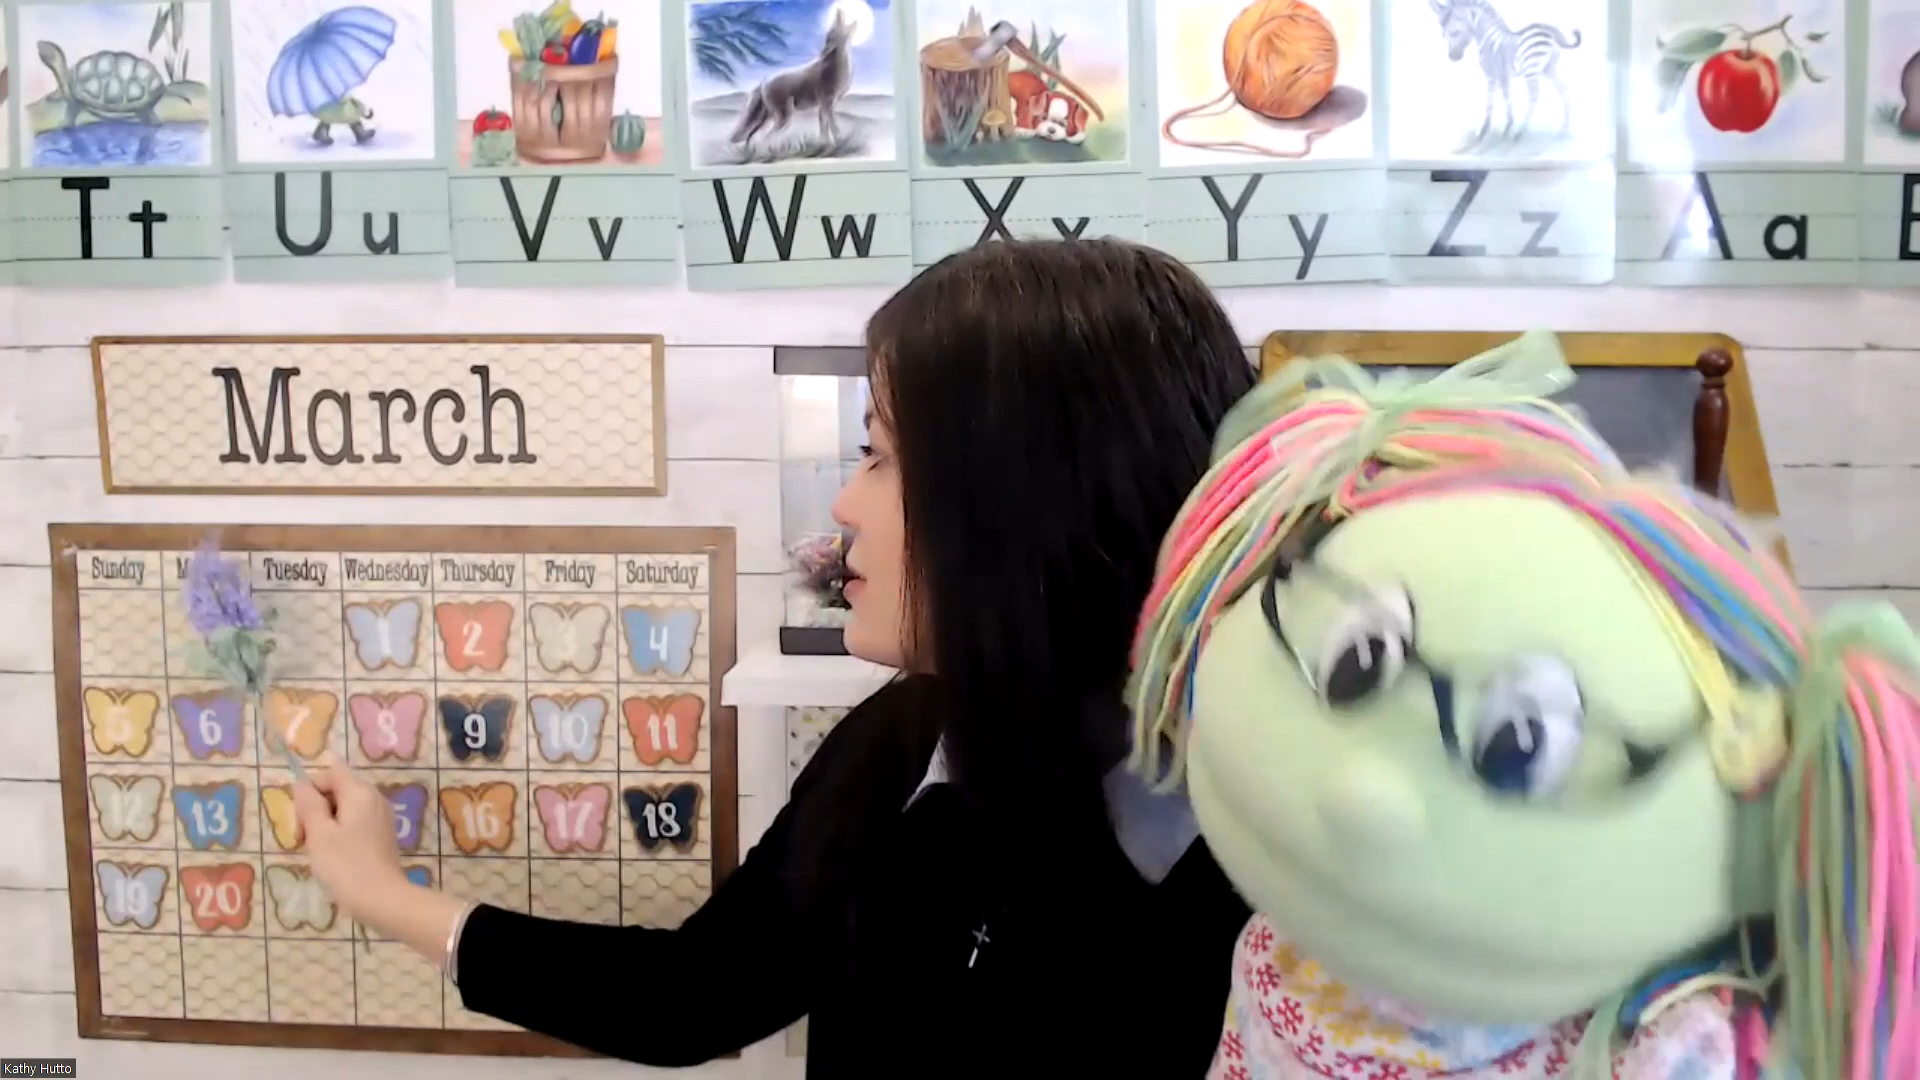 Tt Uu Vv Ww Xx Yy Zz Aa
March
Sunday Tuesday Wednesday Thursday Friday Saturday
1 2 3 4
5 6 7 8 9 10 11
12 13 16 17 18
19 20 21
Kathy Hutto